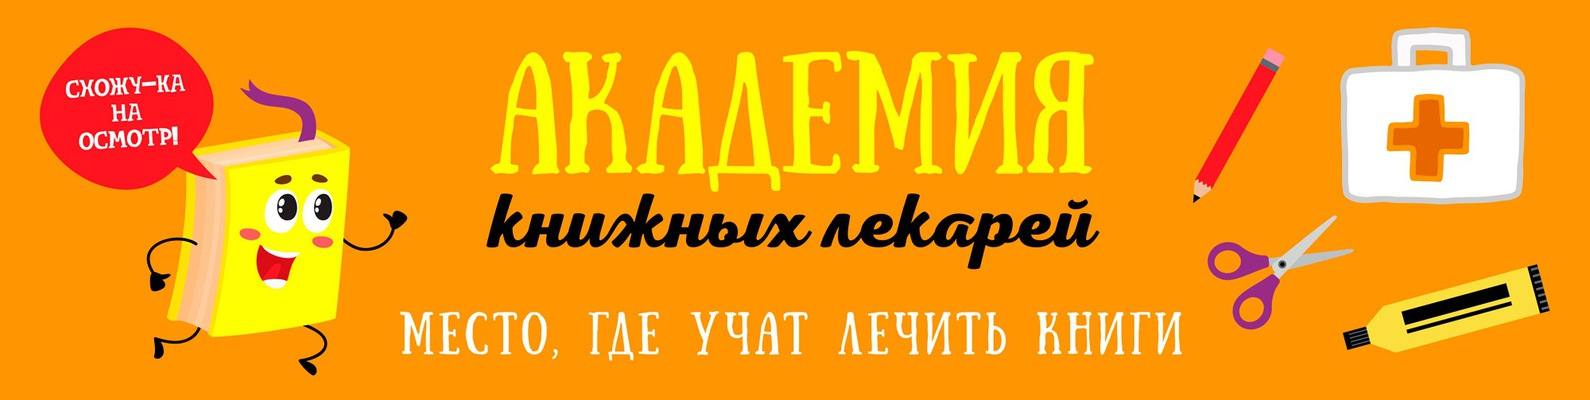 СХОЖУ-КА
НА
ОСМОТР!
АКАДЕМИЯ
книжных лекарей
МЕСТО, ГДЕ УЧАТ ЛЕЧИТЬ КНИГИ